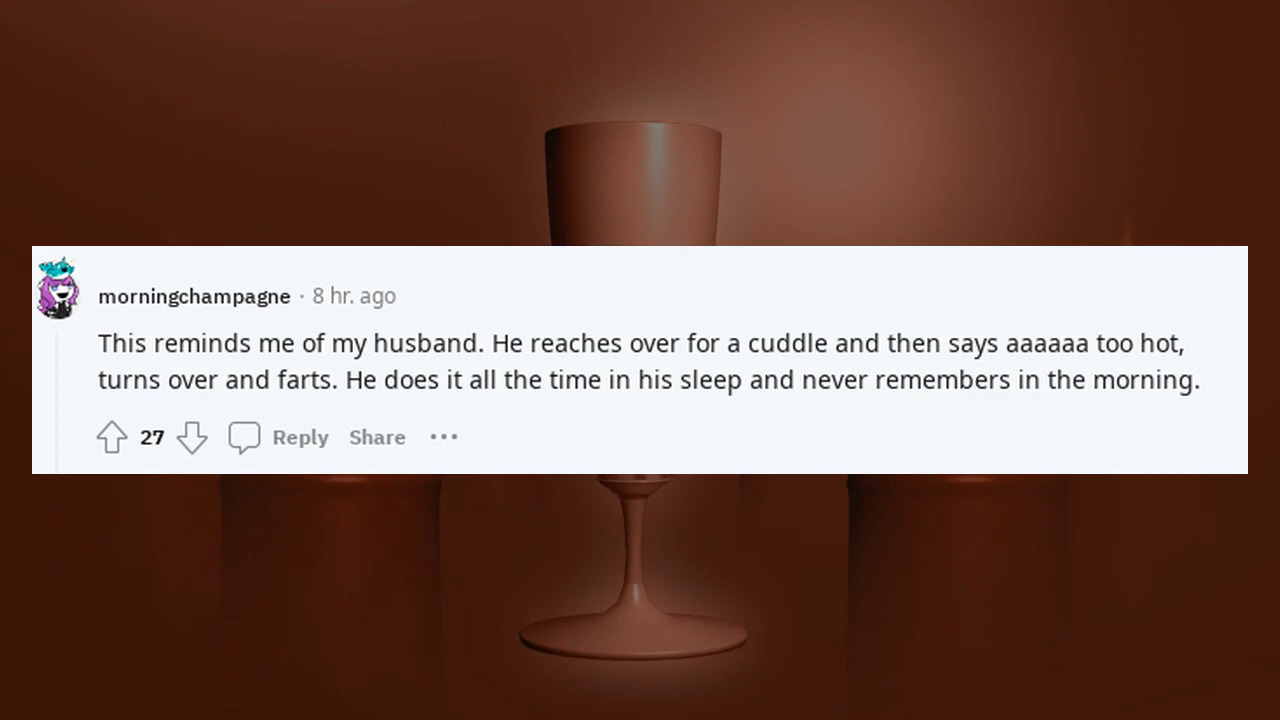 morningchampagne · 8 hr. ago
This reminds me of my husband. He reaches over for a cuddle and then says aaaaaa too hot,
turns over and farts. He does it all the time in his sleep and never remembers in the morning.
27 Reply Share ···